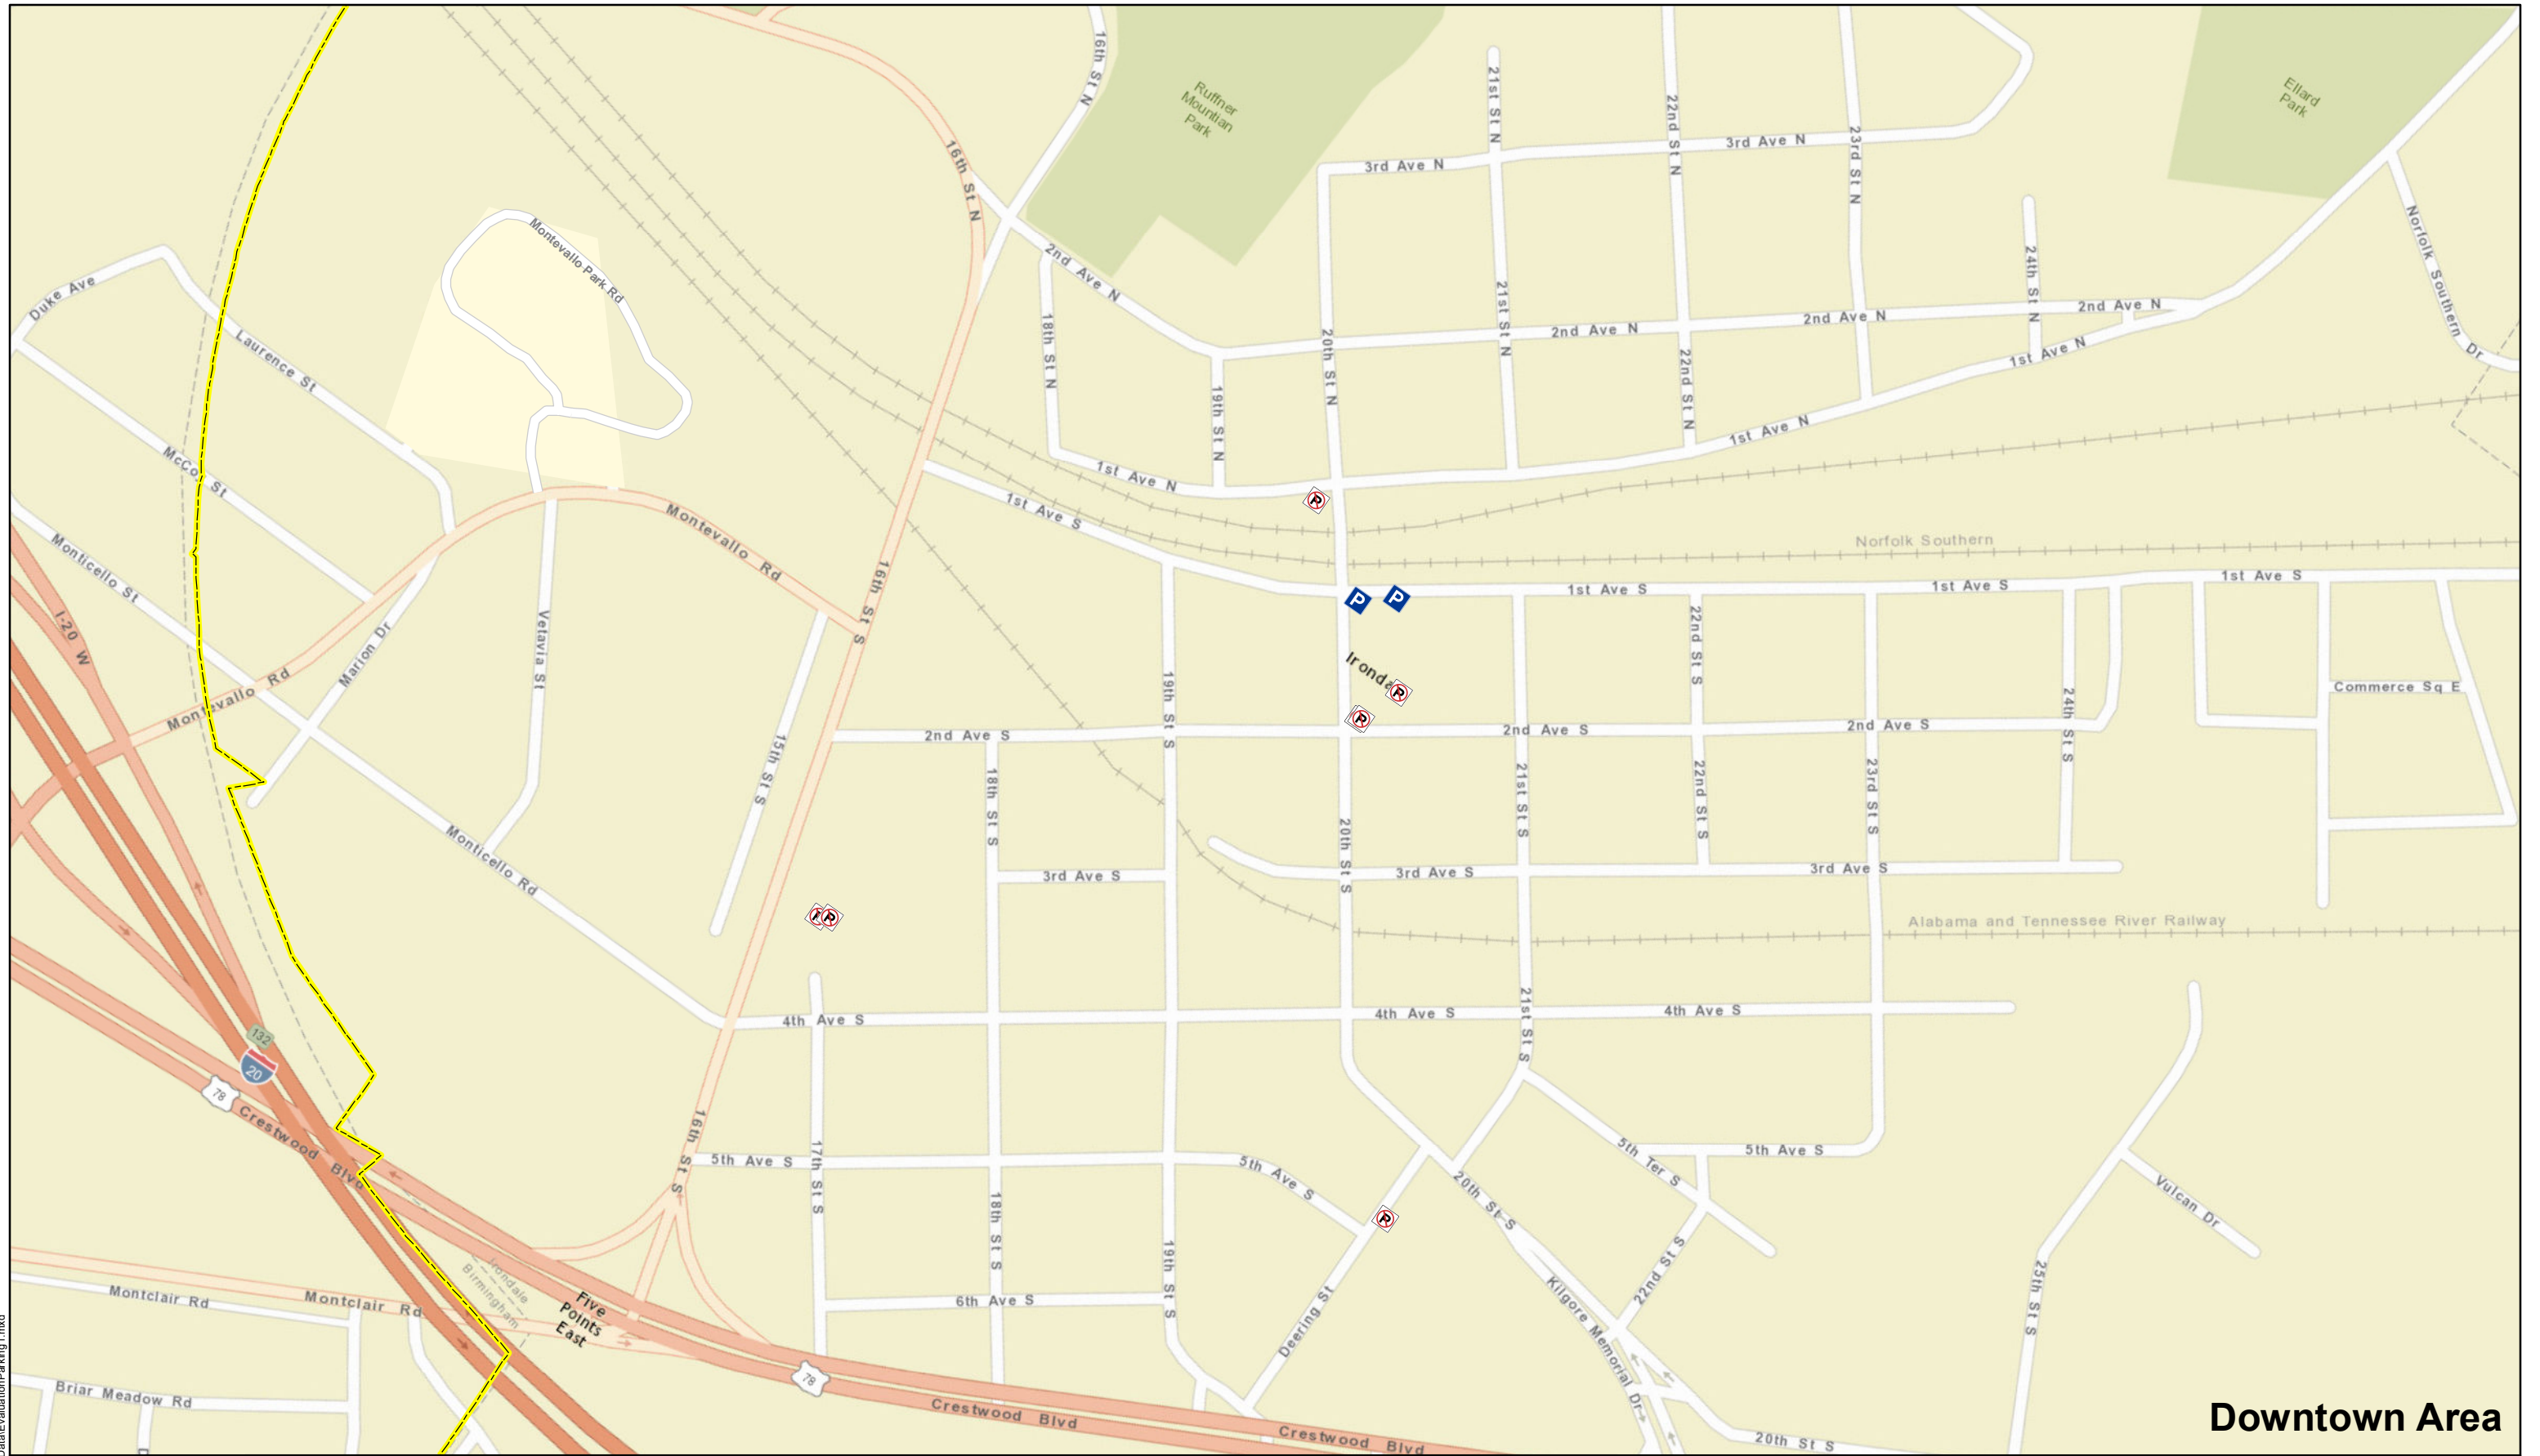 16th St N
Ruffner
Mountian
Park
21st St N
22nd St N
23rd St N
Ellard
Park
16th St N
3rd Ave N
3rd Ave N
Montevallo Park Rd
2nd Ave N
Norfolk Southern Dr
24th St N
Duke Ave
Laurence St
18th St N
20th St N
21st St N
2nd Ave N
2nd Ave N
2nd Ave N
22nd St N
1st Ave N
19th St N
1st Ave N
McCo St
1st Ave N
1st Ave S
Montevallo Rd
Norfolk Southern
Monticello St
16th St S
1st Ave S
1st Ave S
1st Ave S
I-20 W
Marion Dr
Vetavia St
22nd St S
Ironda
P
P
P
P
P
P
P
Montevallo Rd
19th St S
24th St S
Commerce Sq E
2nd Ave S
2nd Ave S
2nd Ave S
15th St S
18th St S
21st St S
22nd St S
23rd St S
20th St S
Monticello Rd
3rd Ave S
3rd Ave S
3rd Ave S
Alabama and Tennessee River Railway
21st St S
4th Ave S
4th Ave S
4th Ave S
132
20
78
Crestwood Blvd
16th St S
5th Ave S
17th St S
5th Ave S
5th Ter S
5th Ave S
18th St S
20th St S
Vulcan Dr
19th St S
22nd St S
25th St S
Irondale
Birmingham
Five
Points
East
Montclair Rd
Montclair Rd
6th Ave S
Deering St
Kilgore Memorial Dr
78
Briar Meadow Rd
Crestwood Blvd
Crestwood Blvd
20th St S
Downtown Area